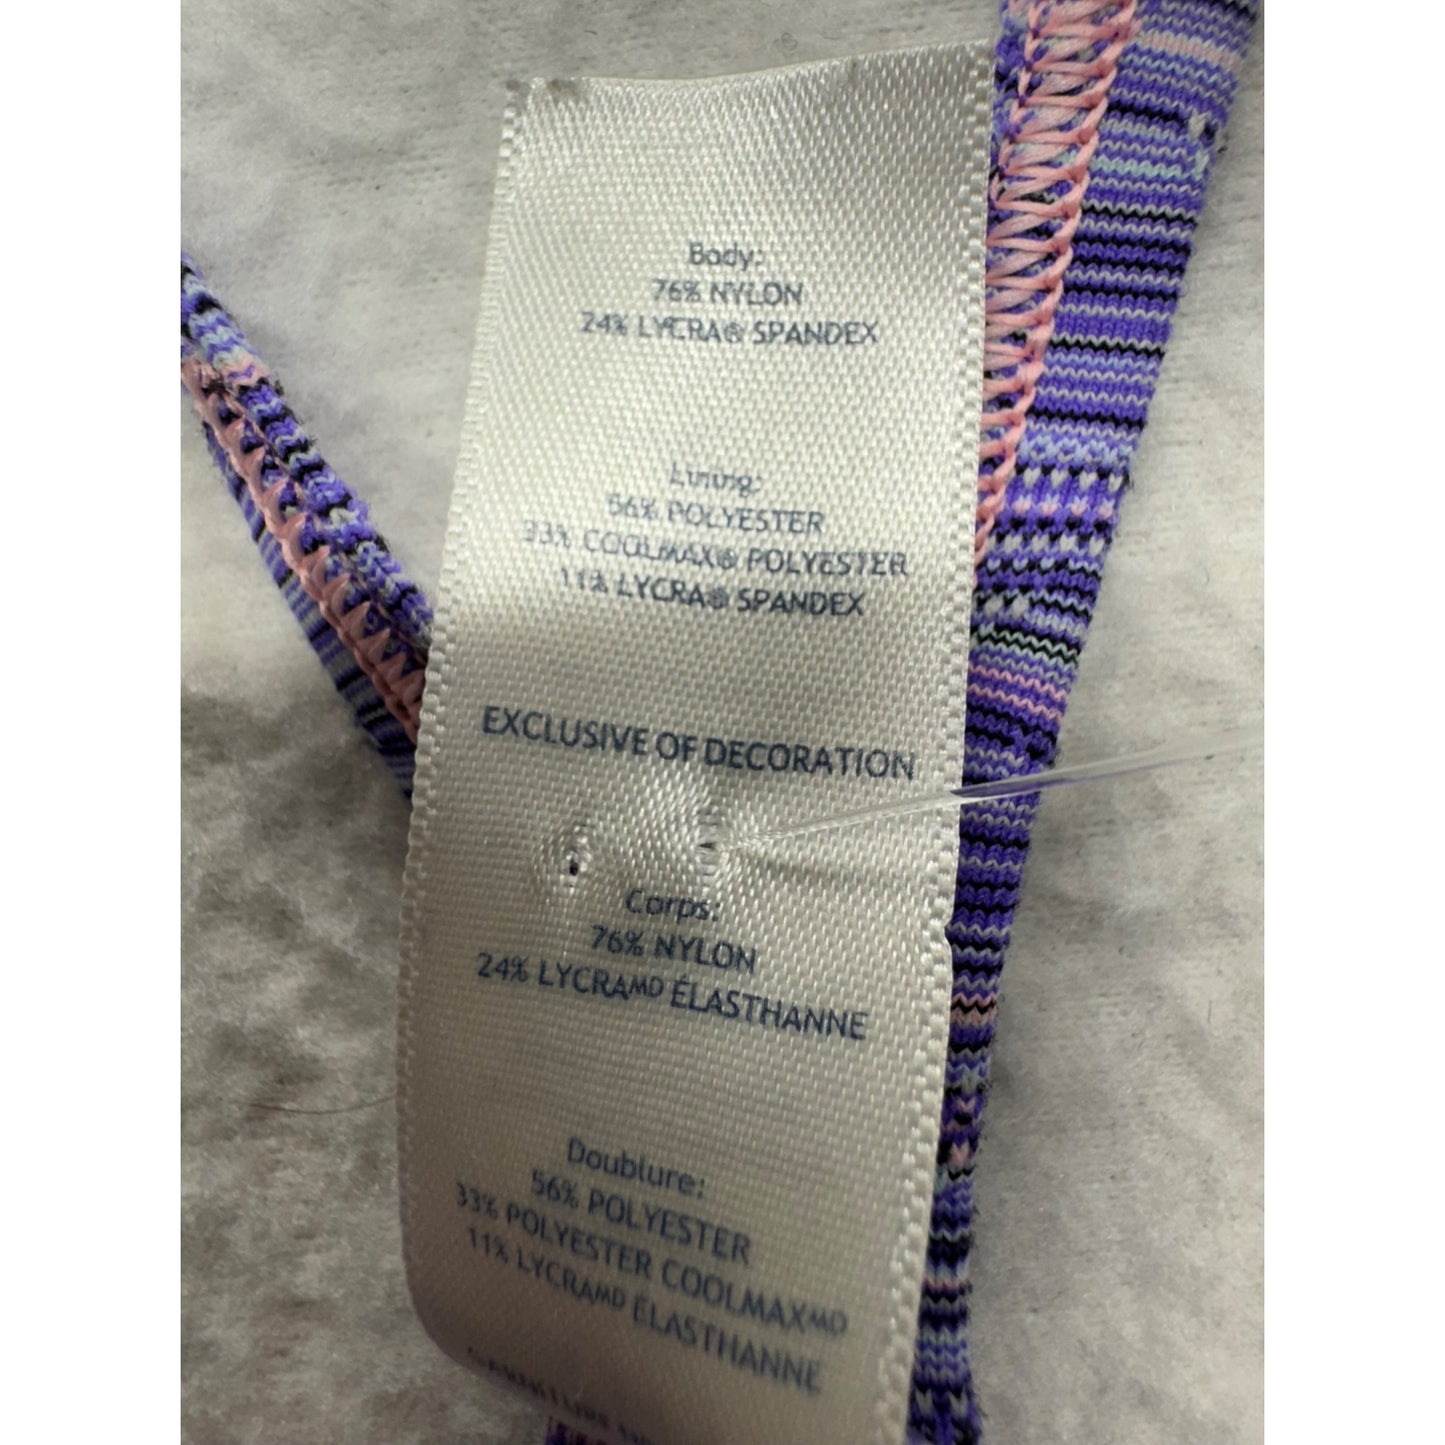 Body:
76% NYLON
24% LYCRA® SPANDEX
Lining:
56% POLYESTER
33% COOLMAX® POLYESTER
11% LYCRA® SPANDEX
EXCLUSIVE OF DECORATION
Corps:
76% NYLON
24% LYCRAMD ÉLASTHANNE
Doublure:
56% POLYESTER
33% POLYESTER COOLMAXMD
11% LYCRAMD ÉLASTHANNE